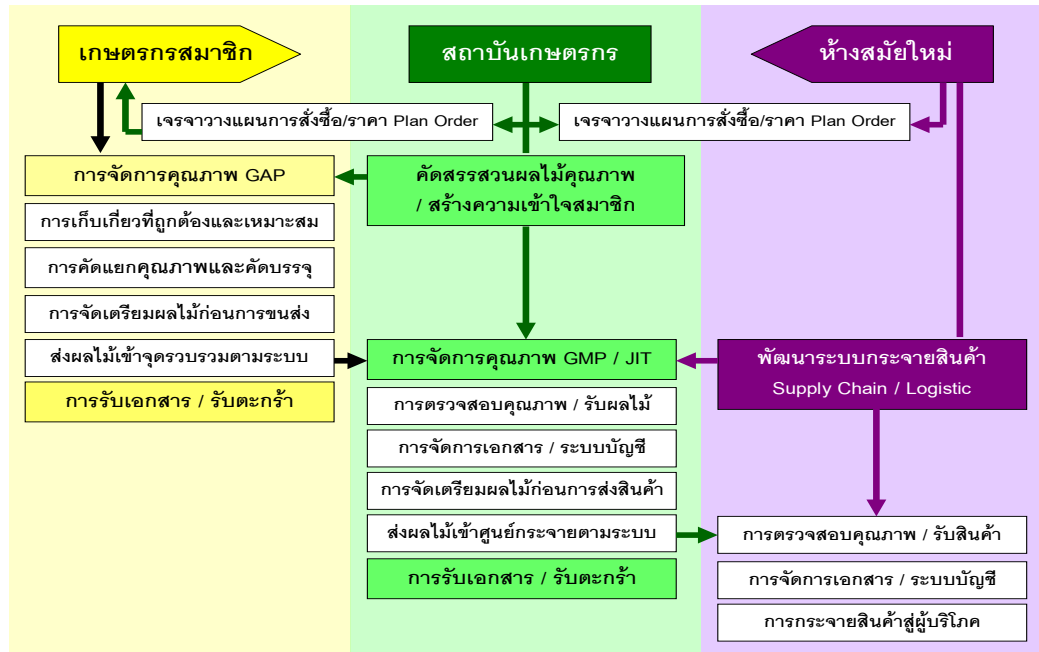 เกษตรกรสมาชิก
สถาบันเกษตรกร
ห้างสมัยใหม่
เจรจาวางแผนการสั่งซื้อ/ราคา Plan Order
เจรจาวางแผนการสั่งซื้อ/ราคา Plan Order
การจัดการคุณภาพ GAP
การเก็บเกี่ยวที่ถูกต้องและเหมาะสม
การคัดแยกคุณภาพและคัดบรรจุ
การจัดเตรียมผลไม้ก่อนการขนส่ง
ส่งผลไม้เข้าจุดรวบรวมตามระบบ
การรับเอกสาร / รับตะกร้า
คัดสรรสวนผลไม้คุณภาพ
/ สร้างความเข้าใจสมาชิก
การจัดการคุณภาพ GMP / JIT
การตรวจสอบคุณภาพ / รับผลไม้
การจัดการเอกสาร / ระบบบัญชี
การจัดเตรียมผลไม้ก่อนการส่งสินค้า
ส่งผลไม้เข้าศูนย์กระจายตามระบบ
การรับเอกสาร / รับตะกร้า
พัฒนาระบบกระจายสินค้า
Supply Chain / Logistic
การตรวจสอบคุณภาพ / รับสินค้า
การจัดการเอกสาร / ระบบบัญชี
การกระจายสินค้าสู่ผู้บริโภค